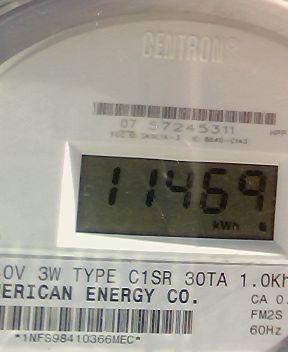 CENTRON®
07 57245311
11469
kWh
0V 3W TYPE C1SR 30TA 1.0Kh
ERICAN ENERGY CO.
CA 0.
FM2S
60Hz
*1NFS98410366MEC*